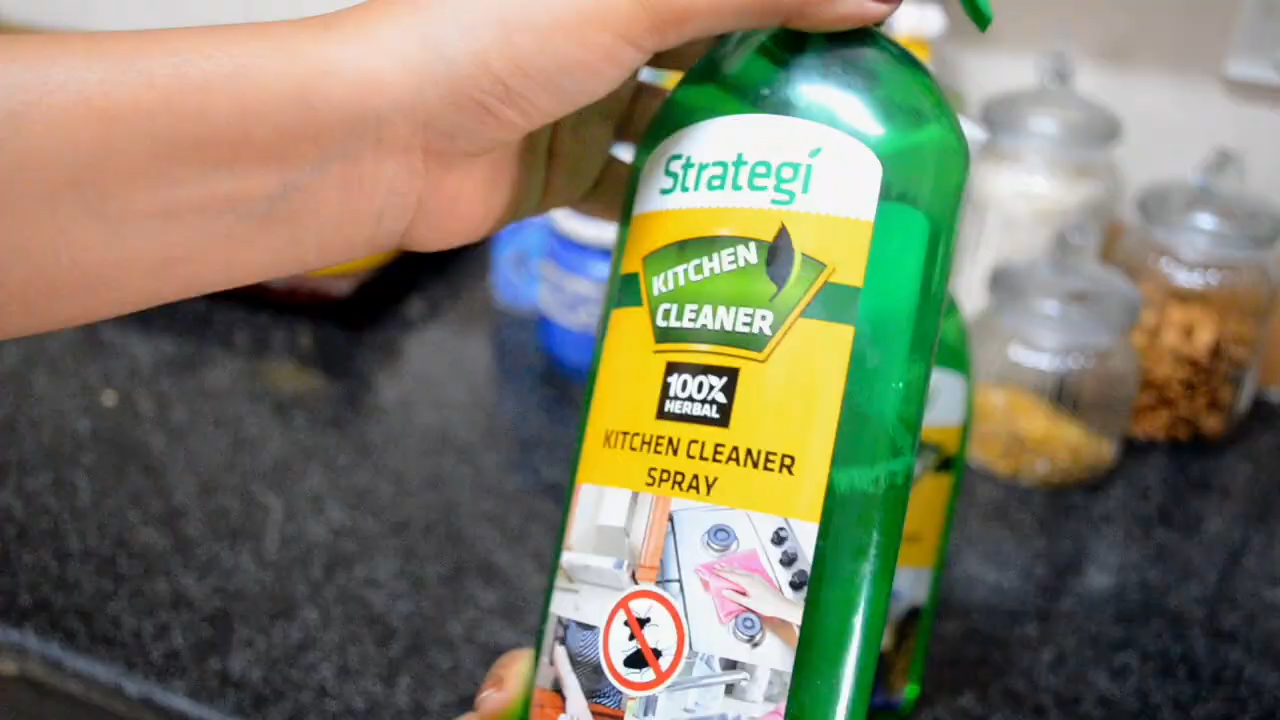 Strategi
KITCHEN
CLEANER
100%
HERBAL
KITCHEN CLEANER
SPRAY